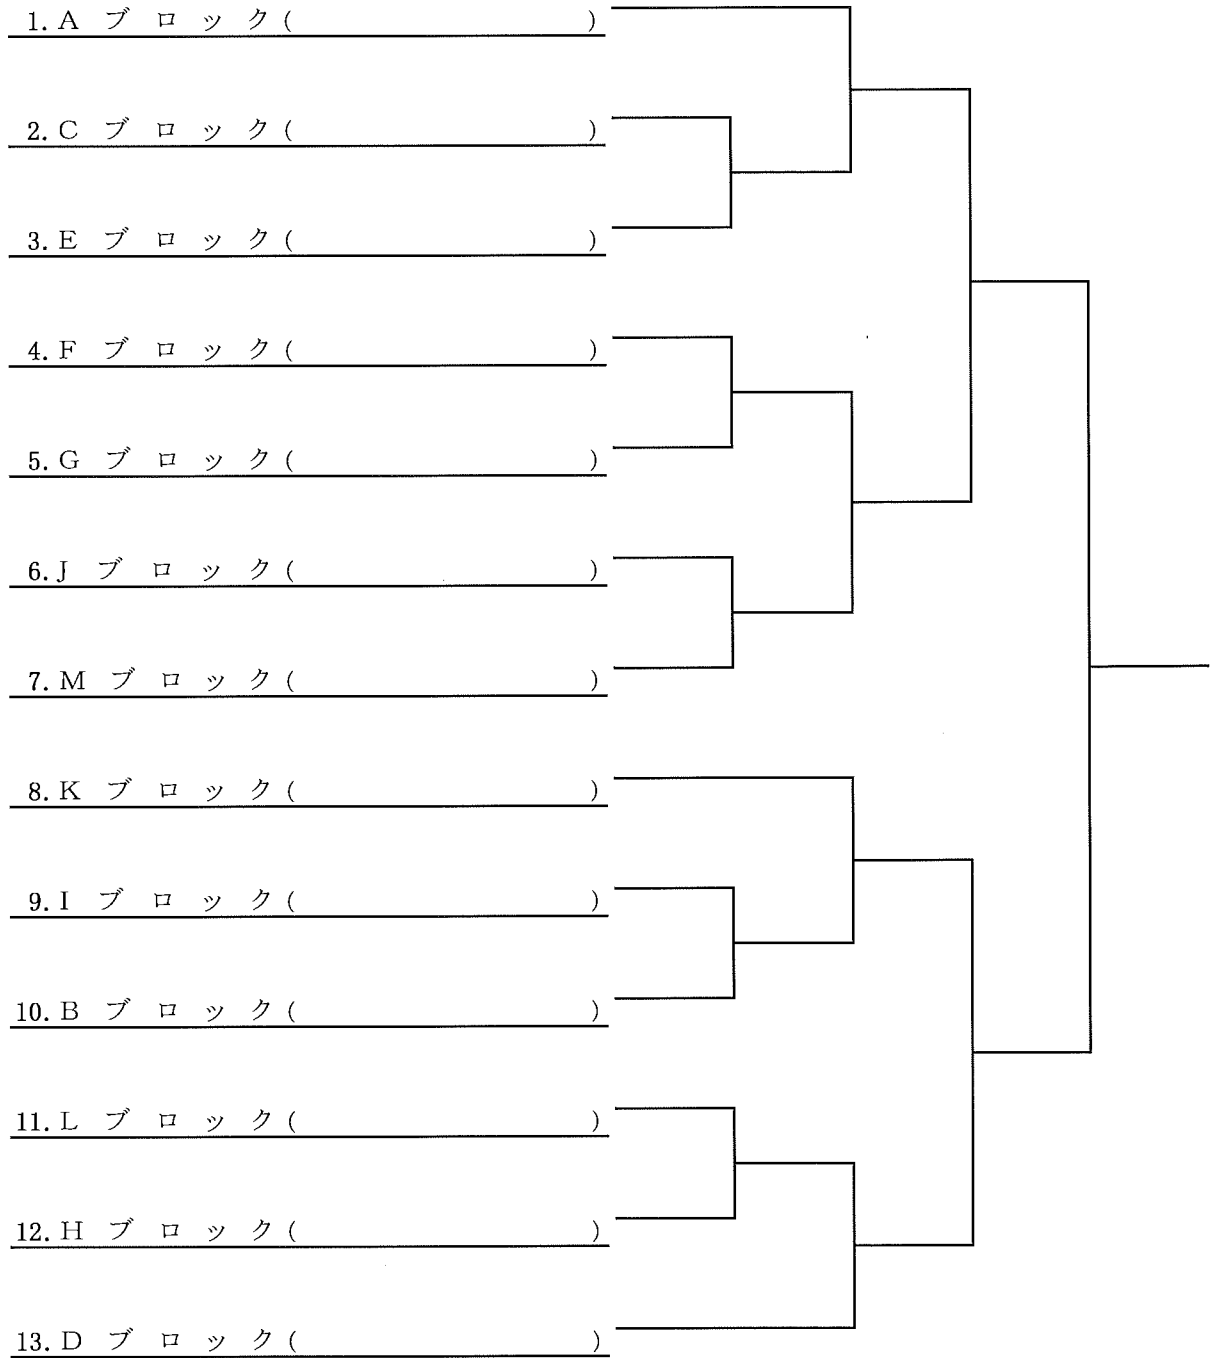 1. A ブロック( )
2. C ブロック( )
3. E ブロック( )
4. F ブロック( )
5. G ブロック( )
6. J ブロック( )
7. M ブロック( )
8. K ブロック( )
9. I ブロック( )
10. B ブロック( )
11. L ブロック( )
12. H ブロック( )
13. D ブロック( )